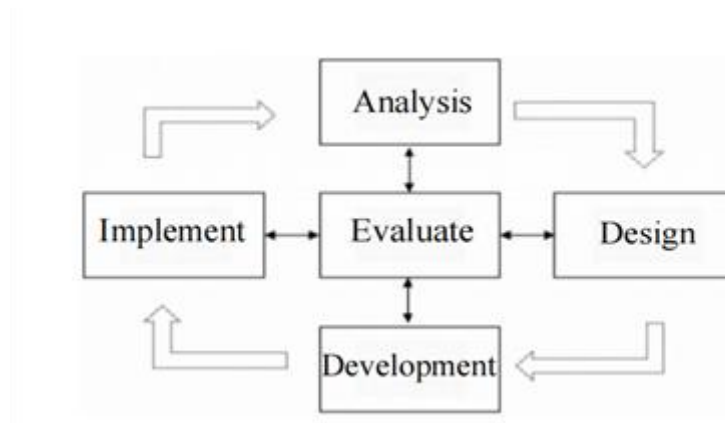 Analysis
Implement
Evaluate
Design
Development